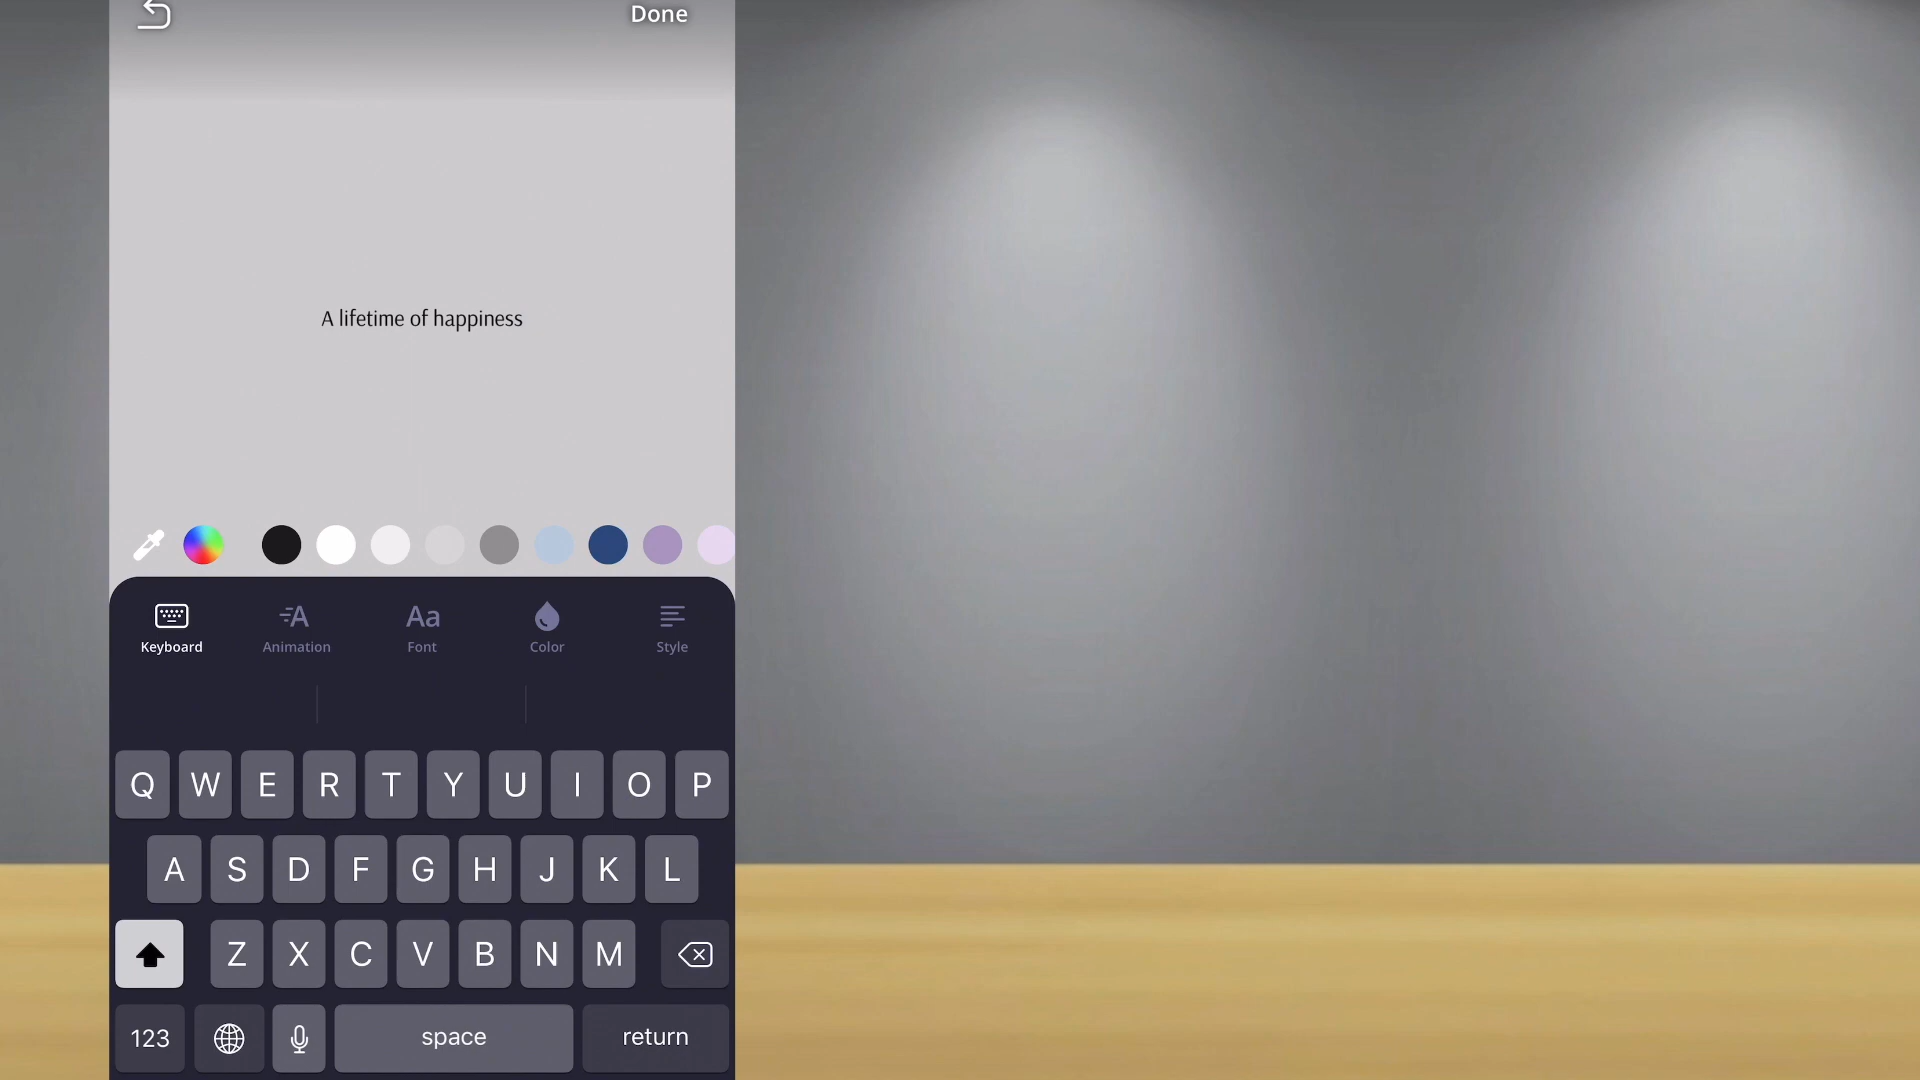 Done
A lifetime of happiness
Keyboard
A
Animation
Aa
Font
Color
Style
Q W E R T Y U I O P
A S D F G H J K L
Z X C V B N M
123 space return